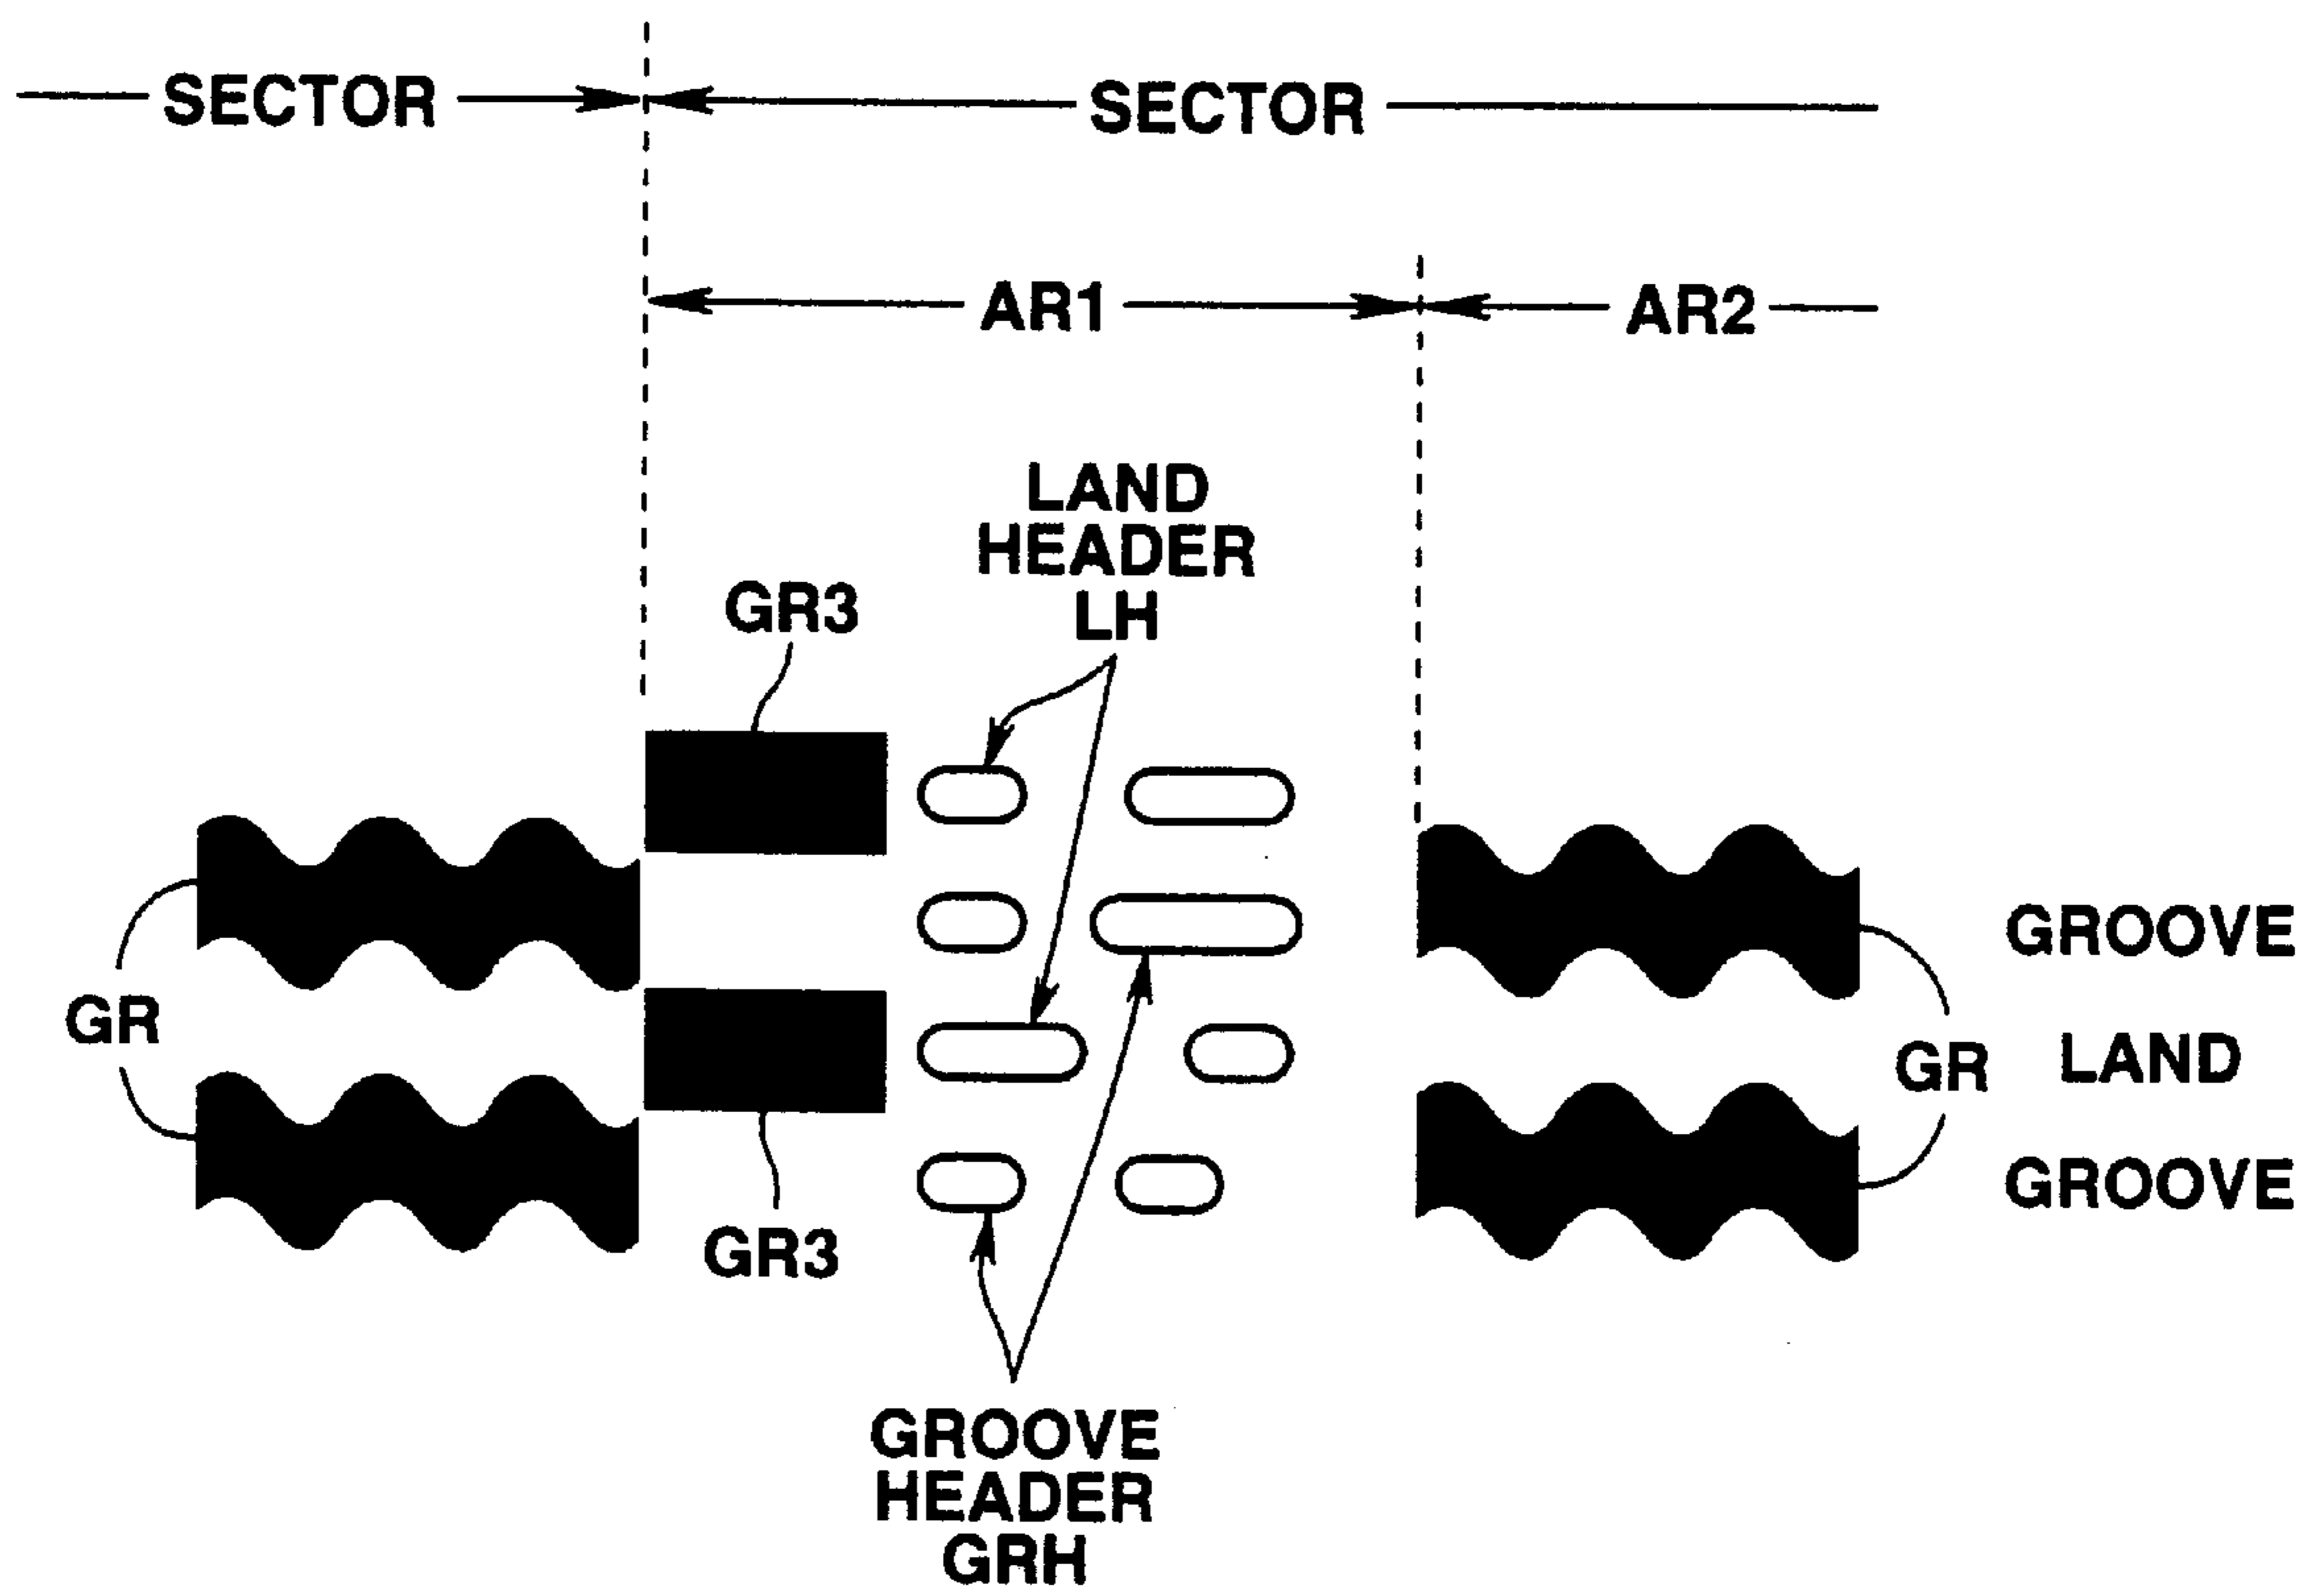 SECTOR
SECTOR
AR1
AR2
LAND
HEADER
LH
GR3
GROOVE
GR
LAND
GR
GROOVE
GR3
GROOVE
HEADER
GRH